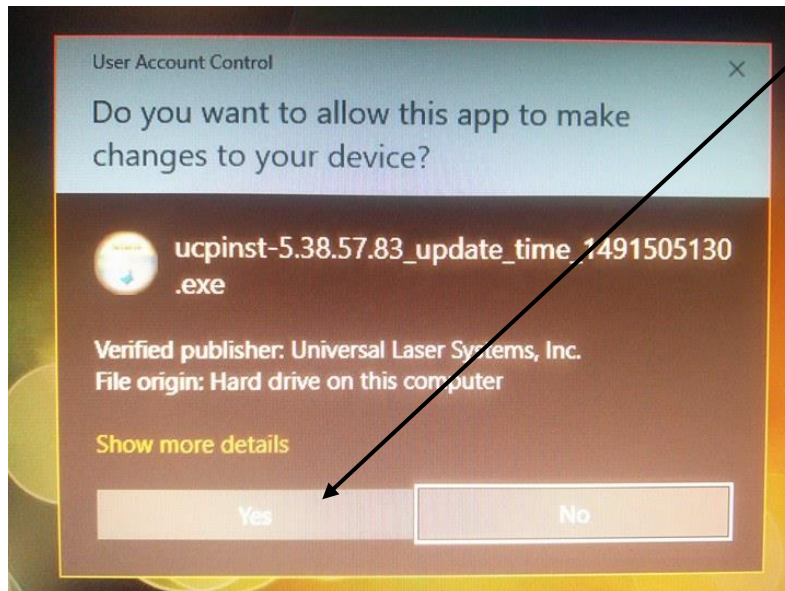 User Account Control
Do you want to allow this app to make
changes to your device?
ucpinst-5.38.57.83_update_time_1491505130
.exe
Verified publisher: Universal Laser Systems, Inc.
File origin: Hard drive on this computer
Show more details
Yes No